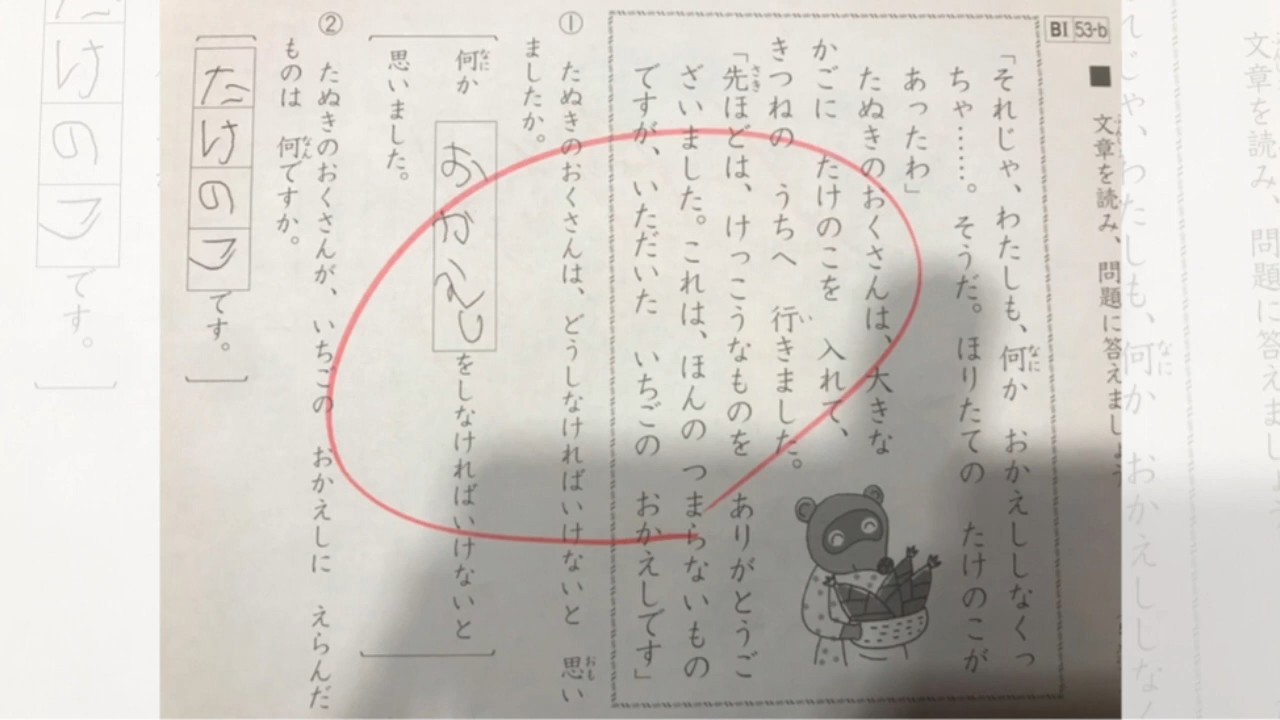 BI 53-b
■ 文章を読み、問題に答えましょう
「それじゃ、わたしも、何か おかえししなくっ
ちゃ……。そうだ。ほりたての たけのこが
あったわ」
たぬきのおくさんは、大きな
かごに たけのこを 入れて、
きつねの うちへ 行きました。
「先ほどは、けっこうなものを ありがとうご
ざいました。これは、ほんの つまらないもの
ですが、いただいた いちごの おかえしです」
① たぬきのおくさんは、どうしなければいけないと 思い
ましたか。
何か おかえしをしなければいけないと
思いました。
② たぬきのおくさんが、いちごの おかえしに えらんだ
ものは 何ですか。
たけのこです。